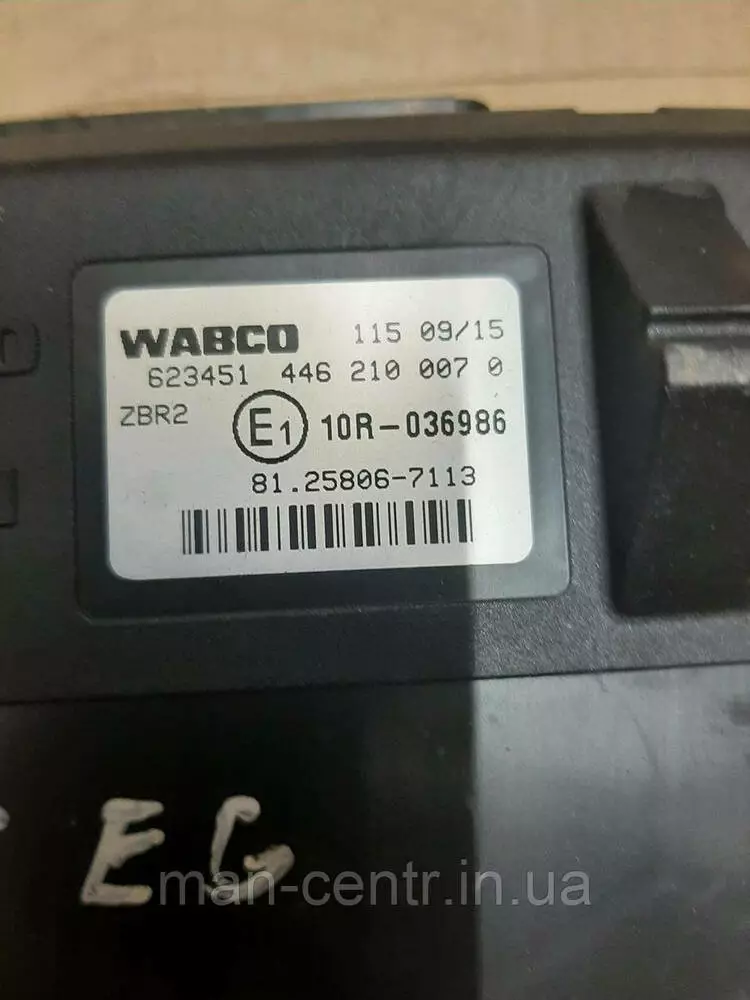 WABCO 115 09/15
623451 446 210 007 0
ZBR2 E1 10R-036986
81.25806-7113
EG
man-centr.in.ua